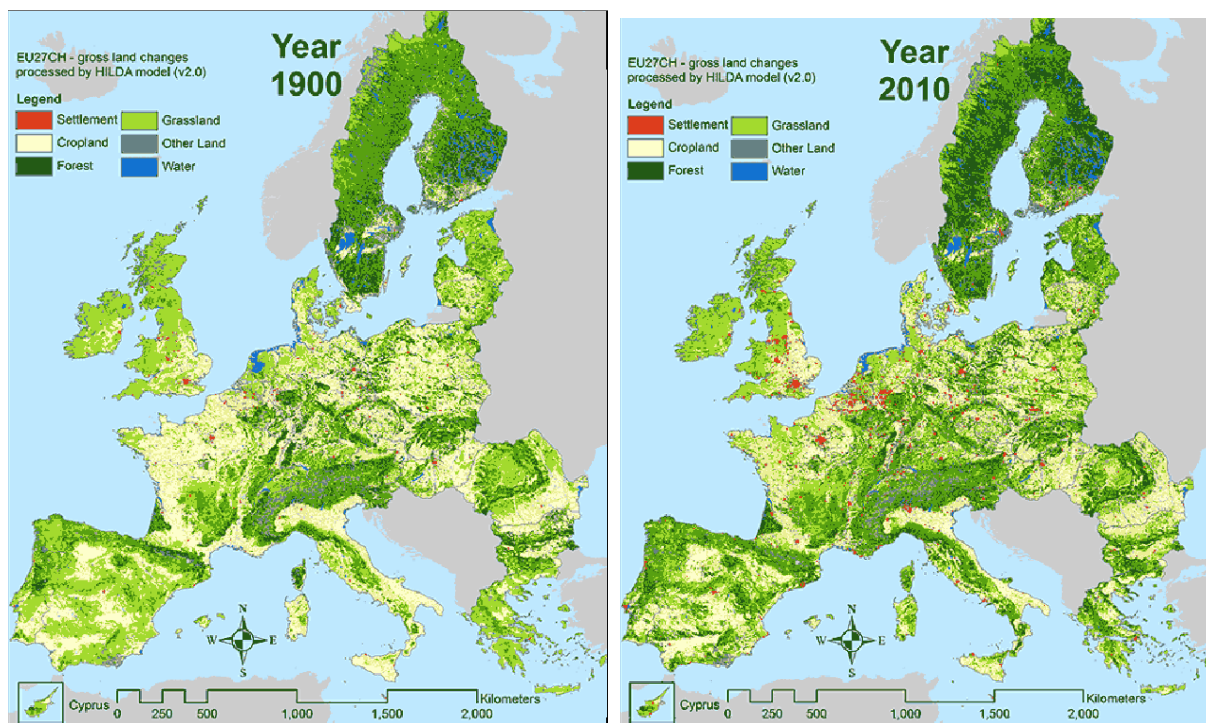 EU27CH - gross land changes
processed by HILDA model (v2.0)
Year
1900
Legend
Settlement Grassland
Cropland Other Land
Forest Water
N
W E
S
Cyprus
Kilometers
0 250 500 1,000 1,500 2,000
EU27CH - gross land changes
processed by HILDA model (v2.0)
Year
2010
Legend
Settlement Grassland
Cropland Other Land
Forest Water
N
W E
S
Cyprus
Kilometers
0 250 500 1,000 1,500 2,000